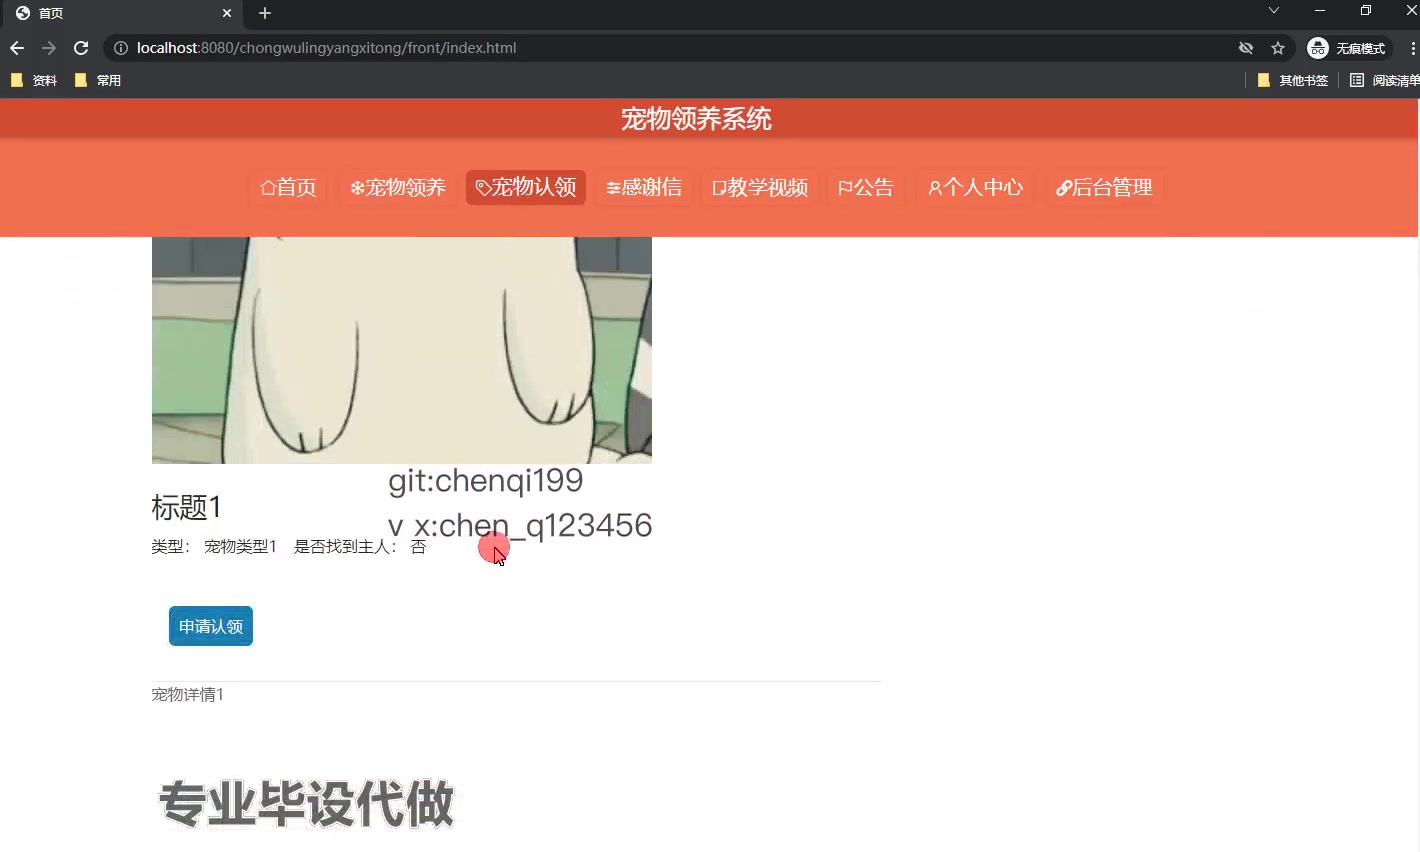 首页
localhost:8080/chongwulingyangxitong/front/index.html
无痕模式
资料 常用 其他书签 阅读清单
宠物领养系统
首页 宠物领养 宠物认领 感谢信 教学视频 公告 个人中心 后台管理
git:chenqi199
标题1
v x:chen_q123456
类型： 宠物类型1 是否找到主人： 否
申请认领
宠物详情1
专业毕设代做